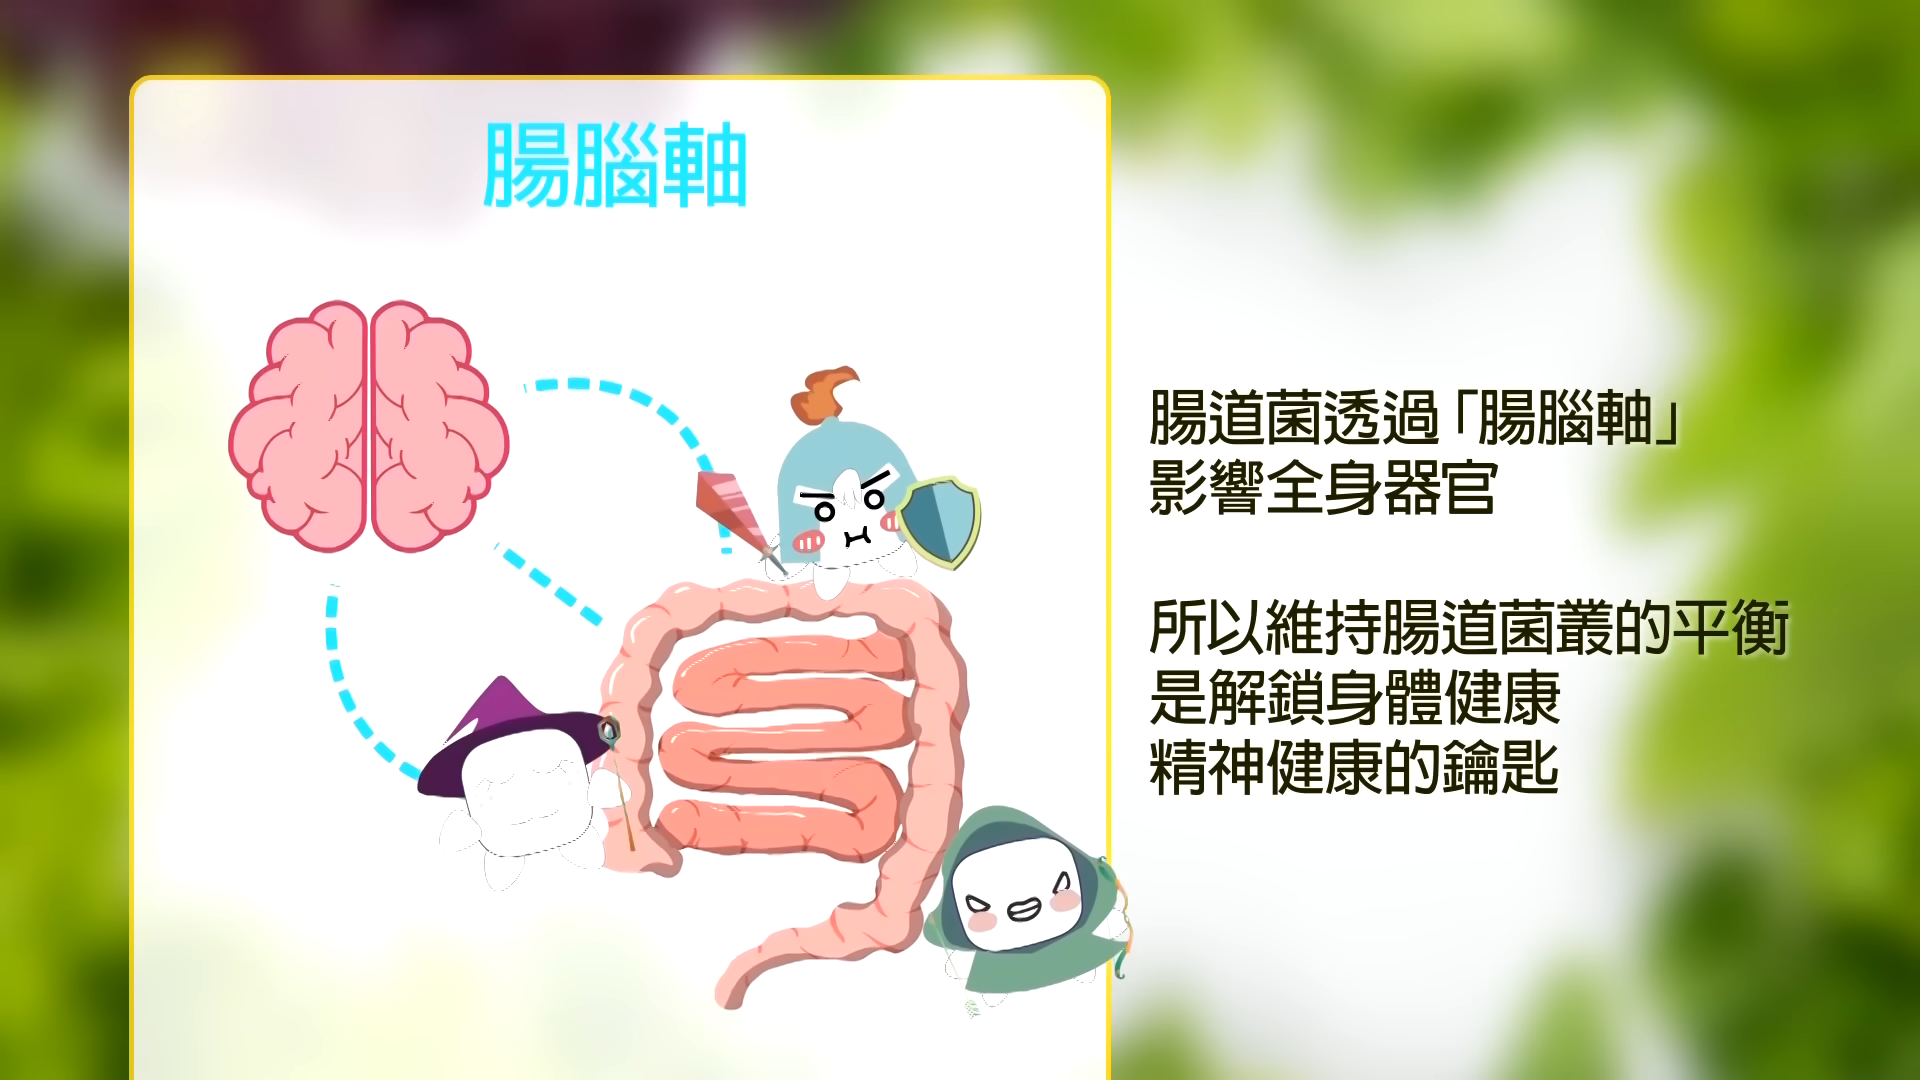 腸腦軸
腸道菌透過「腸腦軸」
影響全身器官
所以維持腸道菌叢的平衡
是解鎖身體健康
精神健康的鑰匙